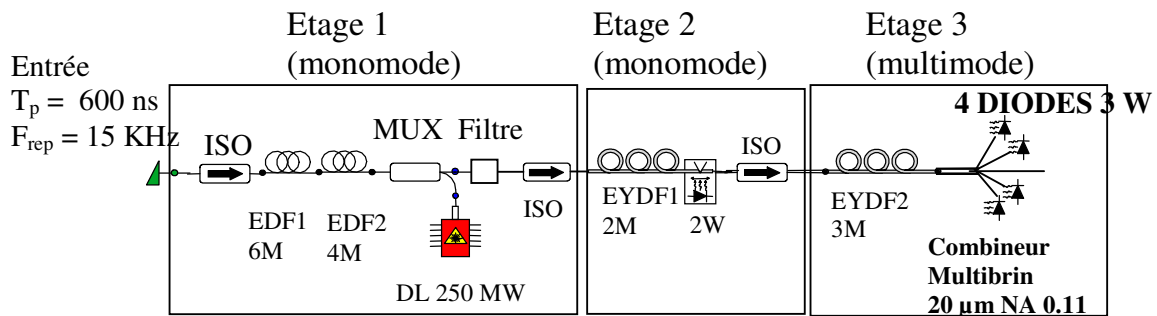 Etage 1
(monomode)
Etage 2
(monomode)
Etage 3
(multimode)
Entrée
Tp = 600 ns
Frep = 15 KHz
ISO
MUX Filtre
ISO
EDF1
6M
EDF2
4M
DL 250 MW
EYDF1
2M
2W
ISO
4 DIODES 3 W
EYDF2
3M
Combineur
Multibrin
20 µm NA 0.11